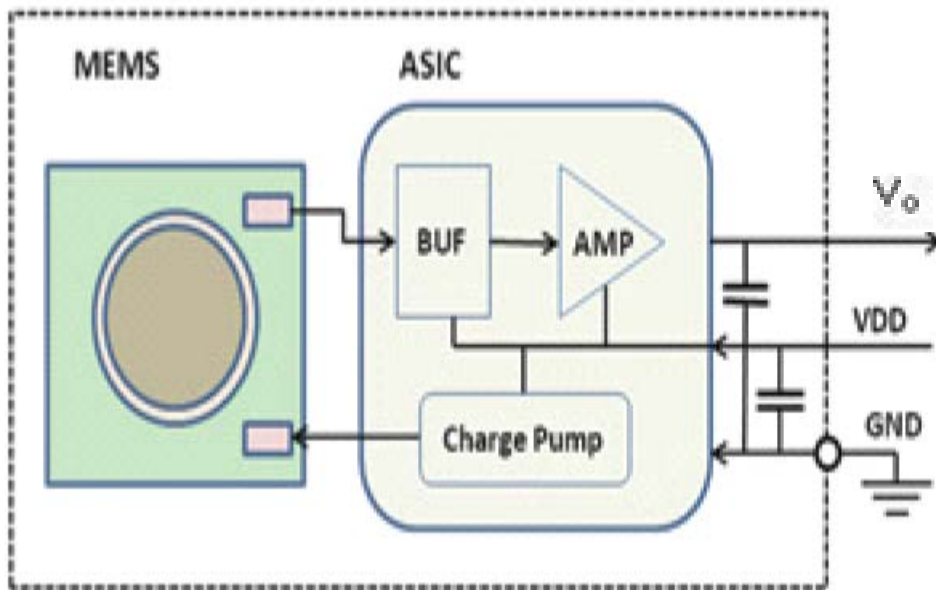 MEMS
ASIC
BUF
AMP
Charge Pump
Vo
VDD
GND